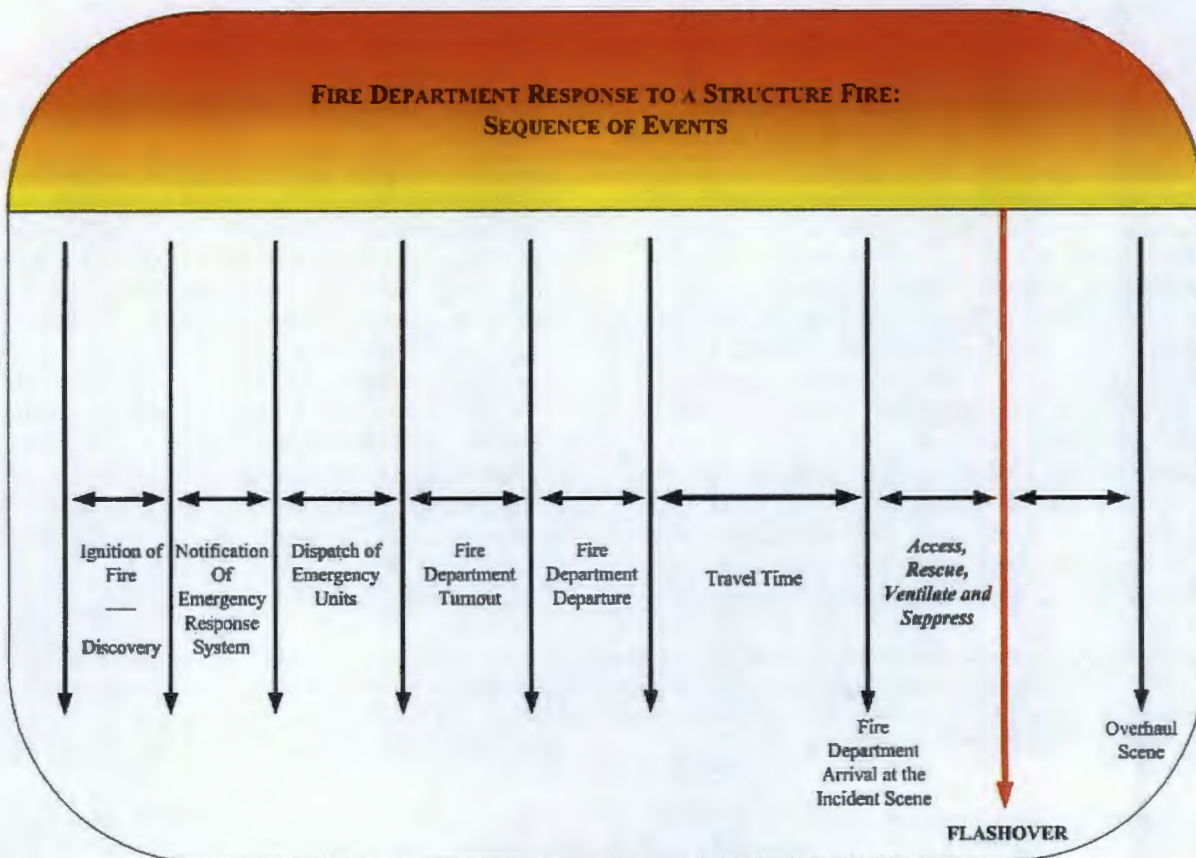 FIRE DEPARTMENT RESPONSE TO A STRUCTURE FIRE:
SEQUENCE OF EVENTS
Ignition of
Fire
Discovery
Notification
Of
Emergency
Response
System
Dispatch of
Emergency
Units
Fire
Department
Turnout
Fire
Department
Departure
Travel Time
Access,
Rescue,
Ventilate and
Suppress
Fire
Department
Arrival at the
Incident Scene
FLASHOVER
Overhaul
Scene